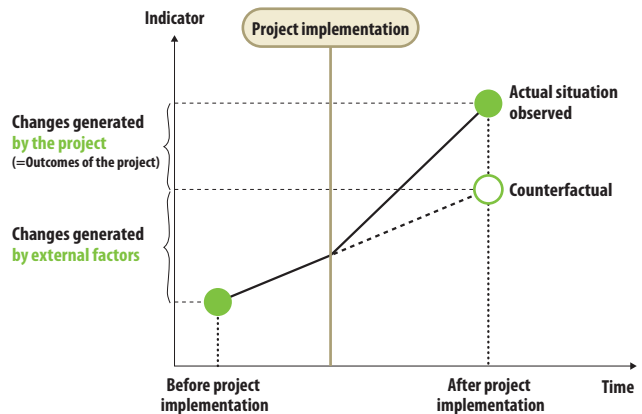 Indicator
Project implementation
Actual situation
observed
Changes generated
by the project
(=Outcomes of the project)
Counterfactual
Changes generated
by external factors
Before project
implementation
After project
implementation
Time